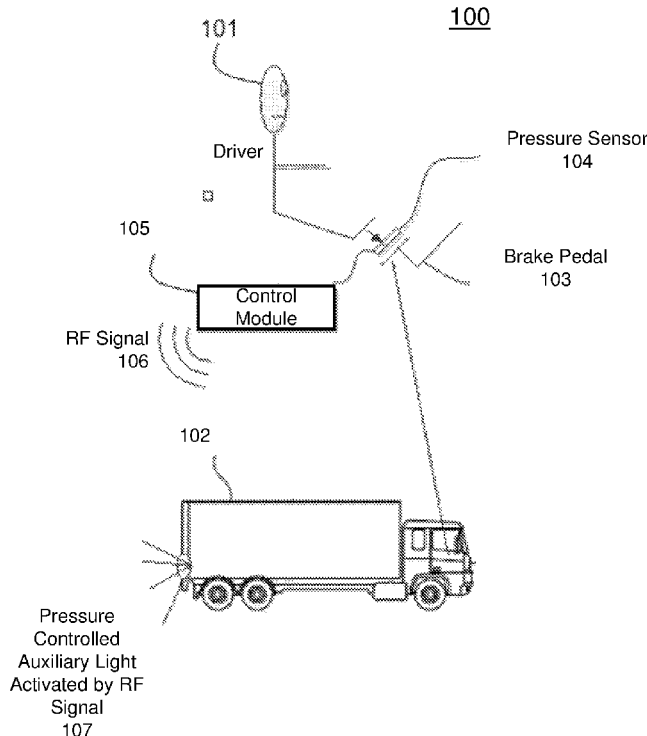 100
101
Driver
Pressure Sensor
104
Brake Pedal
103
105
Control
Module
RF Signal
106
102
Pressure
Controlled
Auxiliary Light
Activated by RF
Signal
107